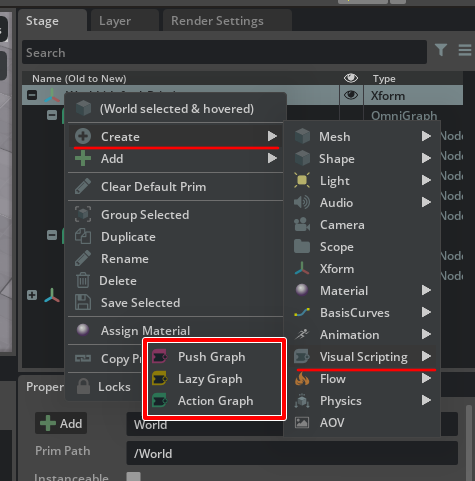 Stage
Layer
Render Settings
Search
Name (Old to New)
Type
Xform
(World selected & hovered)
OmniGraph
Create
Mesh
Node
Add
Shape
Node
Clear Default Prim
Light
Node
Audio
Node
Group Selected
Camera
Node
Duplicate
Scope
Node
Rename
Xform
Delete
Material
Node
Save Selected
BasisCurves
Assign Material
Animation
Push Graph
Visual Scripting
Lazy Graph
Flow
Locks
Action Graph
Physics
Add
World
AOV
Prim Path
/World
Instanceable